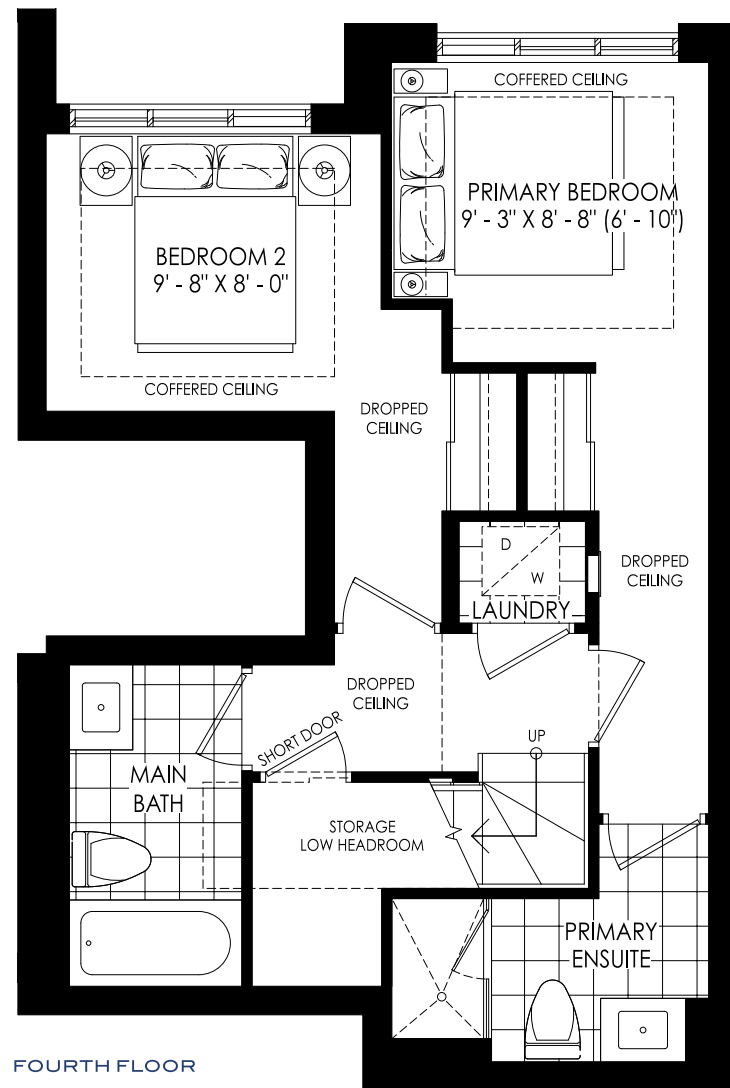 COFFERED CEILING
PRIMARY BEDROOM
9' - 3" X 8' - 8" (6' - 10")
BEDROOM 2
9' - 8" X 8' - 0"
COFFERED CEILING
DROPPED
CEILING
D
W
LAUNDRY
DROPPED
CEILING
DROPPED
CEILING
SHORT DOOR
UP
MAIN
BATH
STORAGE
LOW HEADROOM
PRIMARY
ENSUITE
FOURTH FLOOR